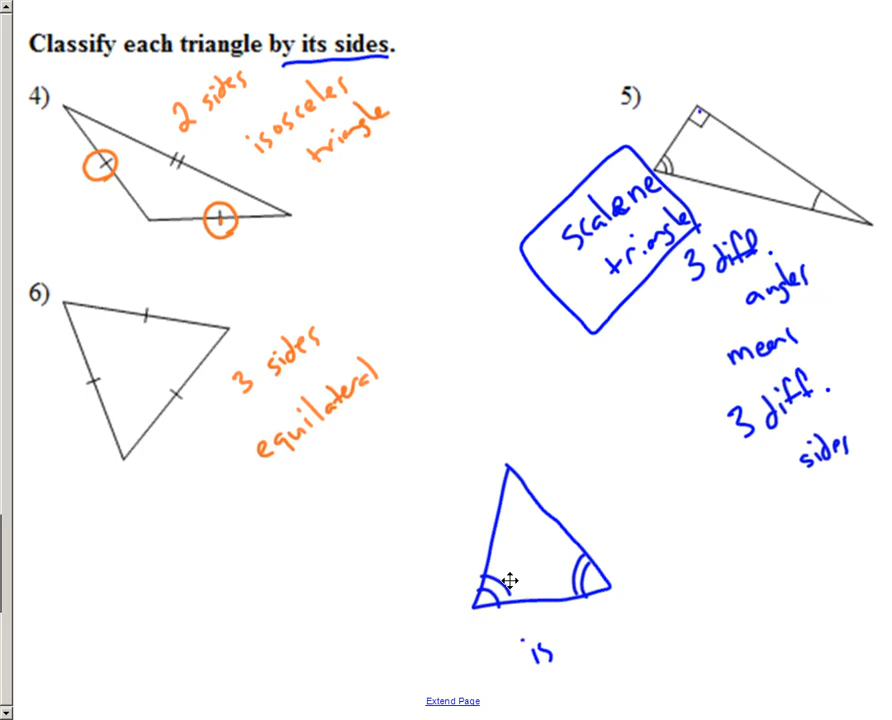 Classify each triangle by its sides.
4)
2 sides
isosceles
triangle
5)
scalene
triangle
3 diff.
angles
means
3 diff.
sides
6)
3 sides
equilateral
is
Extend Page